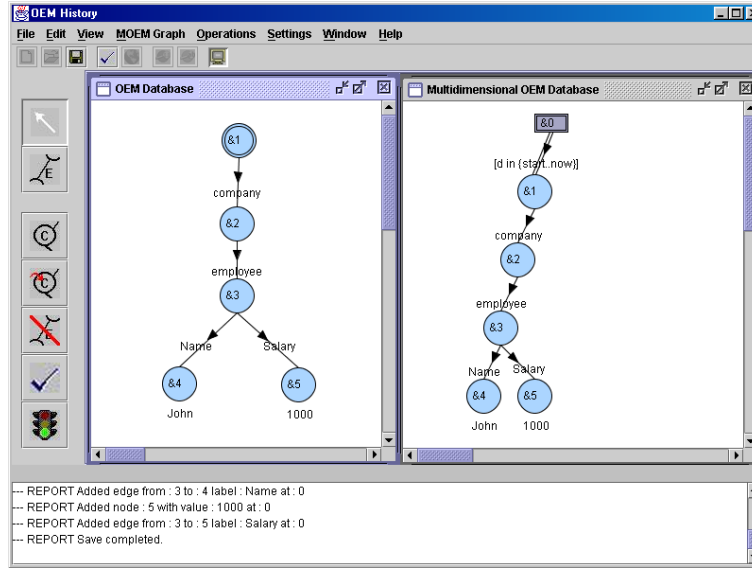 OEM History
File Edit View MOEM Graph Operations Settings Window Help
OEM Database
&1
company
&2
employee
&3
Name Salary
&4 &5
John 1000
Multidimensional OEM Database
&0
[d in {start..now}]
&1
company
&2
employee
&3
Name Salary
&4 &5
John 1000
E
C
C
E
--- REPORT Added edge from : 3 to : 4 label : Name at : 0
--- REPORT Added node : 5 with value : 1000 at : 0
--- REPORT Added edge from : 3 to : 5 label : Salary at : 0
--- REPORT Save completed.